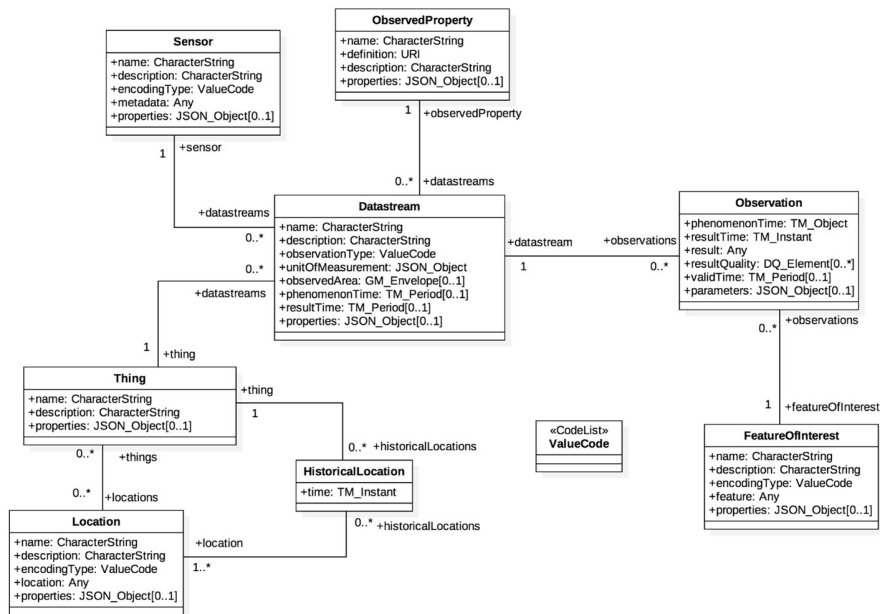 ObservedProperty
+name: CharacterString
+definition: URI
+description: CharacterString
+properties: JSON_Object[0..1]
Sensor
+name: CharacterString
+description: CharacterString
+encodingType: ValueCode
+metadata: Any
+properties: JSON_Object[0..1]
1
+observedProperty
1
+sensor
0..*
+datastreams
+datastreams
0..*
Datastream
+name: CharacterString
+description: CharacterString
+observationType: ValueCode
+unitOfMeasurement: JSON_Object
+observedArea: GM_Envelope[0..1]
+phenomenonTime: TM_Period[0..1]
+resultTime: TM_Period[0..1]
+properties: JSON_Object[0..1]
+datastream
1
+observations
0..*
Observation
+phenomenonTime: TM_Object
+resultTime: TM_Instant
+result: Any
+resultQuality: DQ_Element[0..*]
+validTime: TM_Period[0..1]
+parameters: JSON_Object[0..1]
0..*
+datastreams
0..*
+observations
1
+thing
Thing
+name: CharacterString
+description: CharacterString
+properties: JSON_Object[0..1]
+thing
1
1
+featureOfInterest
«CodeList»
ValueCode
FeatureOfInterest
+name: CharacterString
+description: CharacterString
+encodingType: ValueCode
+feature: Any
+properties: JSON_Object[0..1]
0..*
+things
0..*
+historicalLocations
HistoricalLocation
+time: TM_Instant
0..*
+locations
0..*
+historicalLocations
Location
+name: CharacterString
+description: CharacterString
+encodingType: ValueCode
+location: Any
+properties: JSON_Object[0..1]
+location
1..*